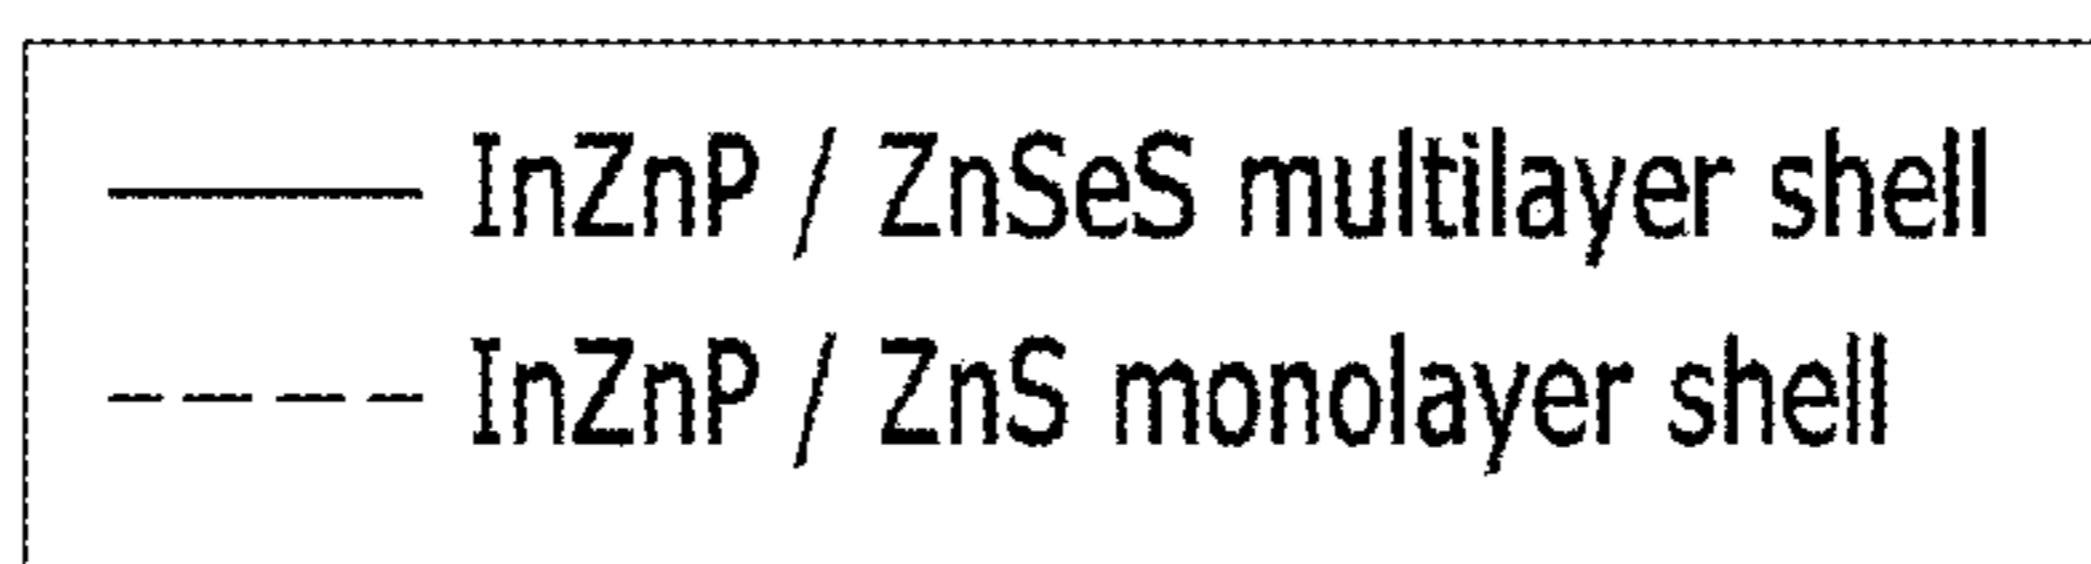 InZnP / ZnSeS multilayer shell
InZnP / ZnS monolayer shell